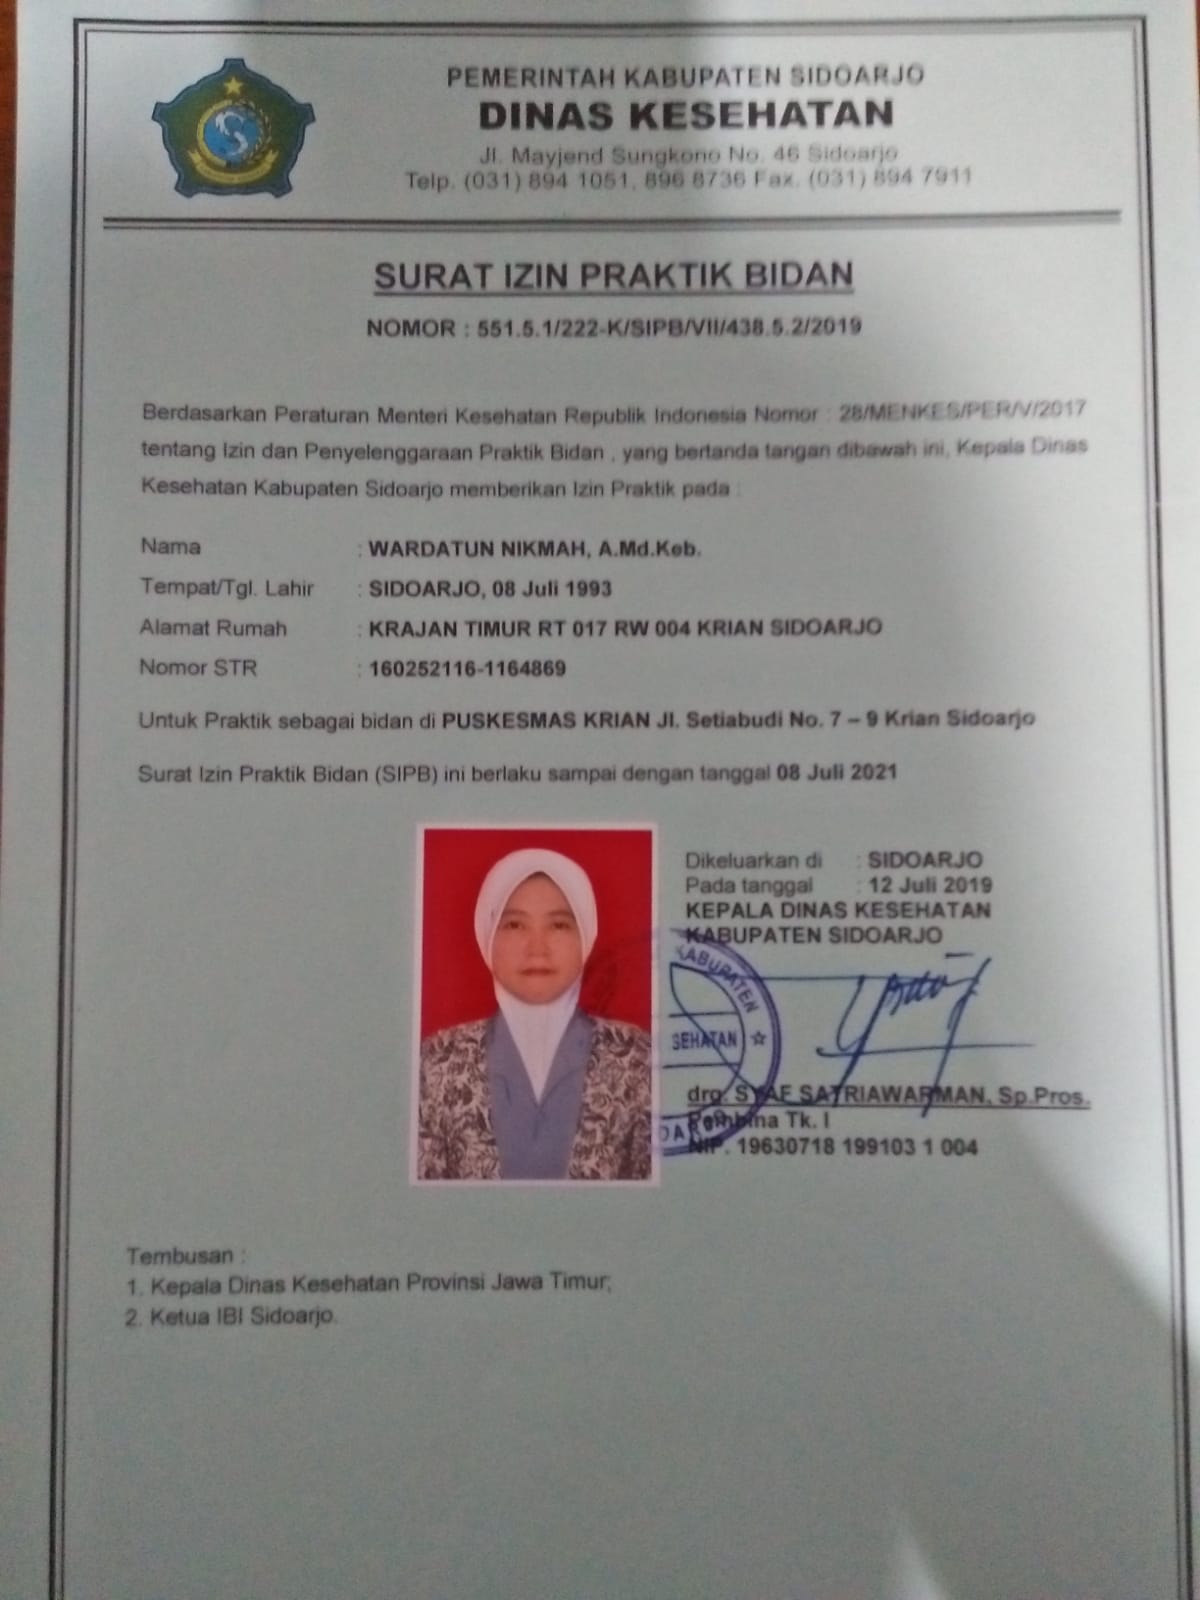 PEMERINTAH KABUPATEN SIDOARJO
DINAS KESEHATAN
Jl. Mayjend Sungkono No. 46 Sidoarjo
Telp. (031) 894 1051, 896 8736 Fax. (031) 894 7911
SURAT IZIN PRAKTIK BIDAN
NOMOR : 551.5.1/222-K/SIPB/VII/438.5.2/2019
Berdasarkan Peraturan Menteri Kesehatan Republik Indonesia Nomor : 28/MENKES/PER/V/2017
tentang Izin dan Penyelenggaraan Praktik Bidan , yang bertanda tangan dibawah ini, Kepala Dinas
Kesehatan Kabupaten Sidoarjo memberikan Izin Praktik pada :
Nama : WARDATUN NIKMAH, A.Md.Keb.
Tempat/Tgl. Lahir : SIDOARJO, 08 Juli 1993
Alamat Rumah : KRAJAN TIMUR RT 017 RW 004 KRIAN SIDOARJO
Nomor STR : 160252116-1164869
Untuk Praktik sebagai bidan di PUSKESMAS KRIAN Jl. Setiabudi No. 7 – 9 Krian Sidoarjo
Surat Izin Praktik Bidan (SIPB) ini berlaku sampai dengan tanggal 08 Juli 2021
Dikeluarkan di : SIDOARJO
Pada tanggal : 12 Juli 2019
KEPALA DINAS KESEHATAN
KABUPATEN SIDOARJO
KABUPATEN
SEHATAN
drg. SYAF SATRIAWARMAN, Sp.Pros.
Pembina Tk. I
NIP. 19630718 199103 1 004
Tembusan :
1. Kepala Dinas Kesehatan Provinsi Jawa Timur;
2. Ketua IBI Sidoarjo.